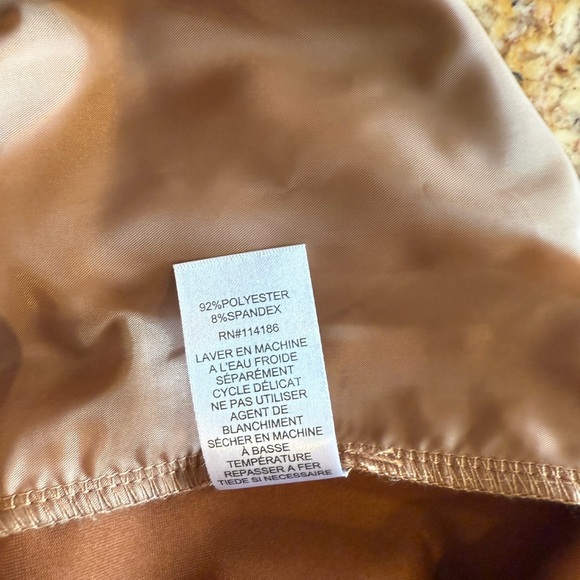 92%POLYESTER
8%SPANDEX
RN#114186
LAVER EN MACHINE
A L'EAU FROIDE
SÉPARÉMENT
CYCLE DÉLICAT
NE PAS UTILISER
AGENT DE
BLANCHIMENT
SÉCHER EN MACHINE
À BASSE
TEMPÉRATURE
REPASSER A FER
TIEDE SI NECESSAIRE